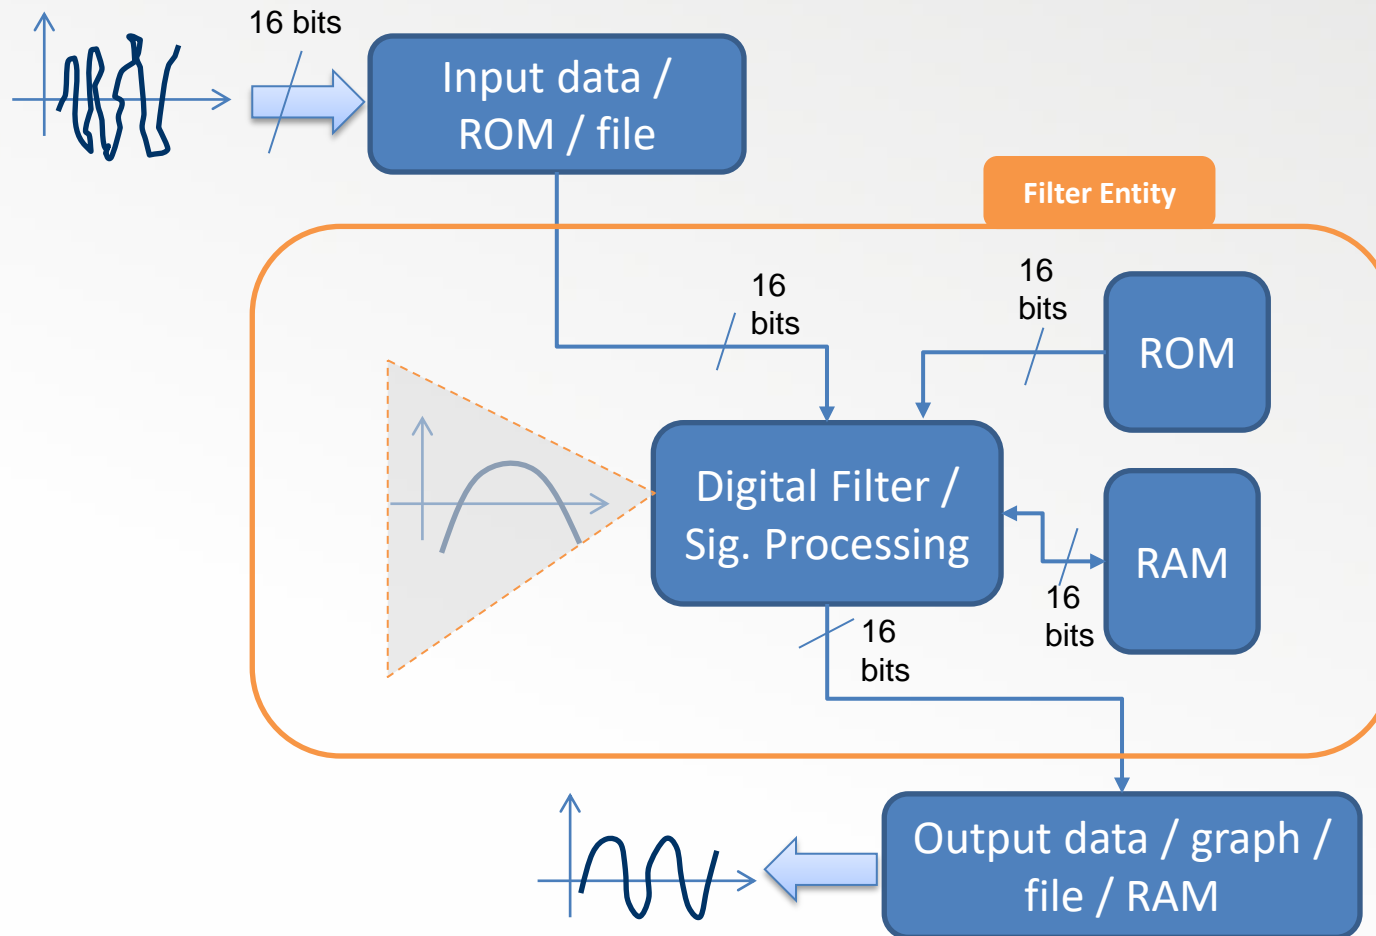 16 bits
Input data /
ROM / file
Filter Entity
16
bits
16
bits
ROM
Digital Filter /
Sig. Processing
RAM
16
bits
16
bits
Output data / graph /
file / RAM